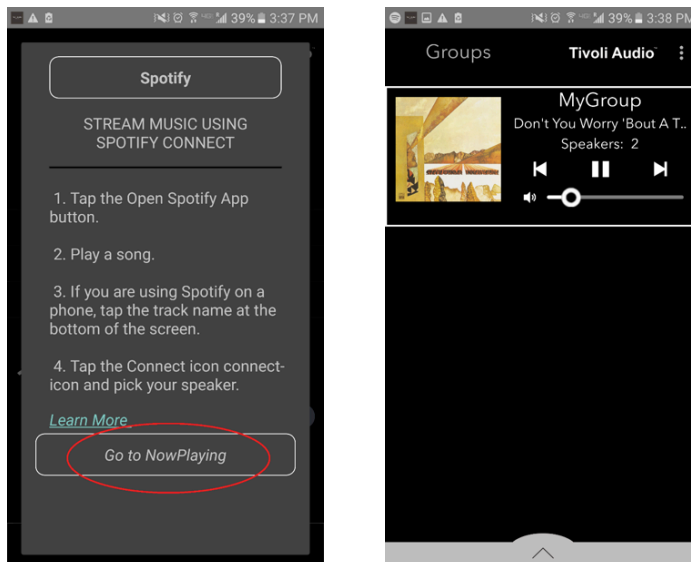 39% 3:37 PM
Spotify
STREAM MUSIC USING
SPOTIFY CONNECT
1. Tap the Open Spotify App
button.
2. Play a song.
3. If you are using Spotify on a
phone, tap the track name at the
bottom of the screen.
4. Tap the Connect icon connect-
icon and pick your speaker.
Learn More
Go to NowPlaying
39% 3:38 PM
Groups Tivoli Audio
MyGroup
Don't You Worry 'Bout A T..
Speakers: 2